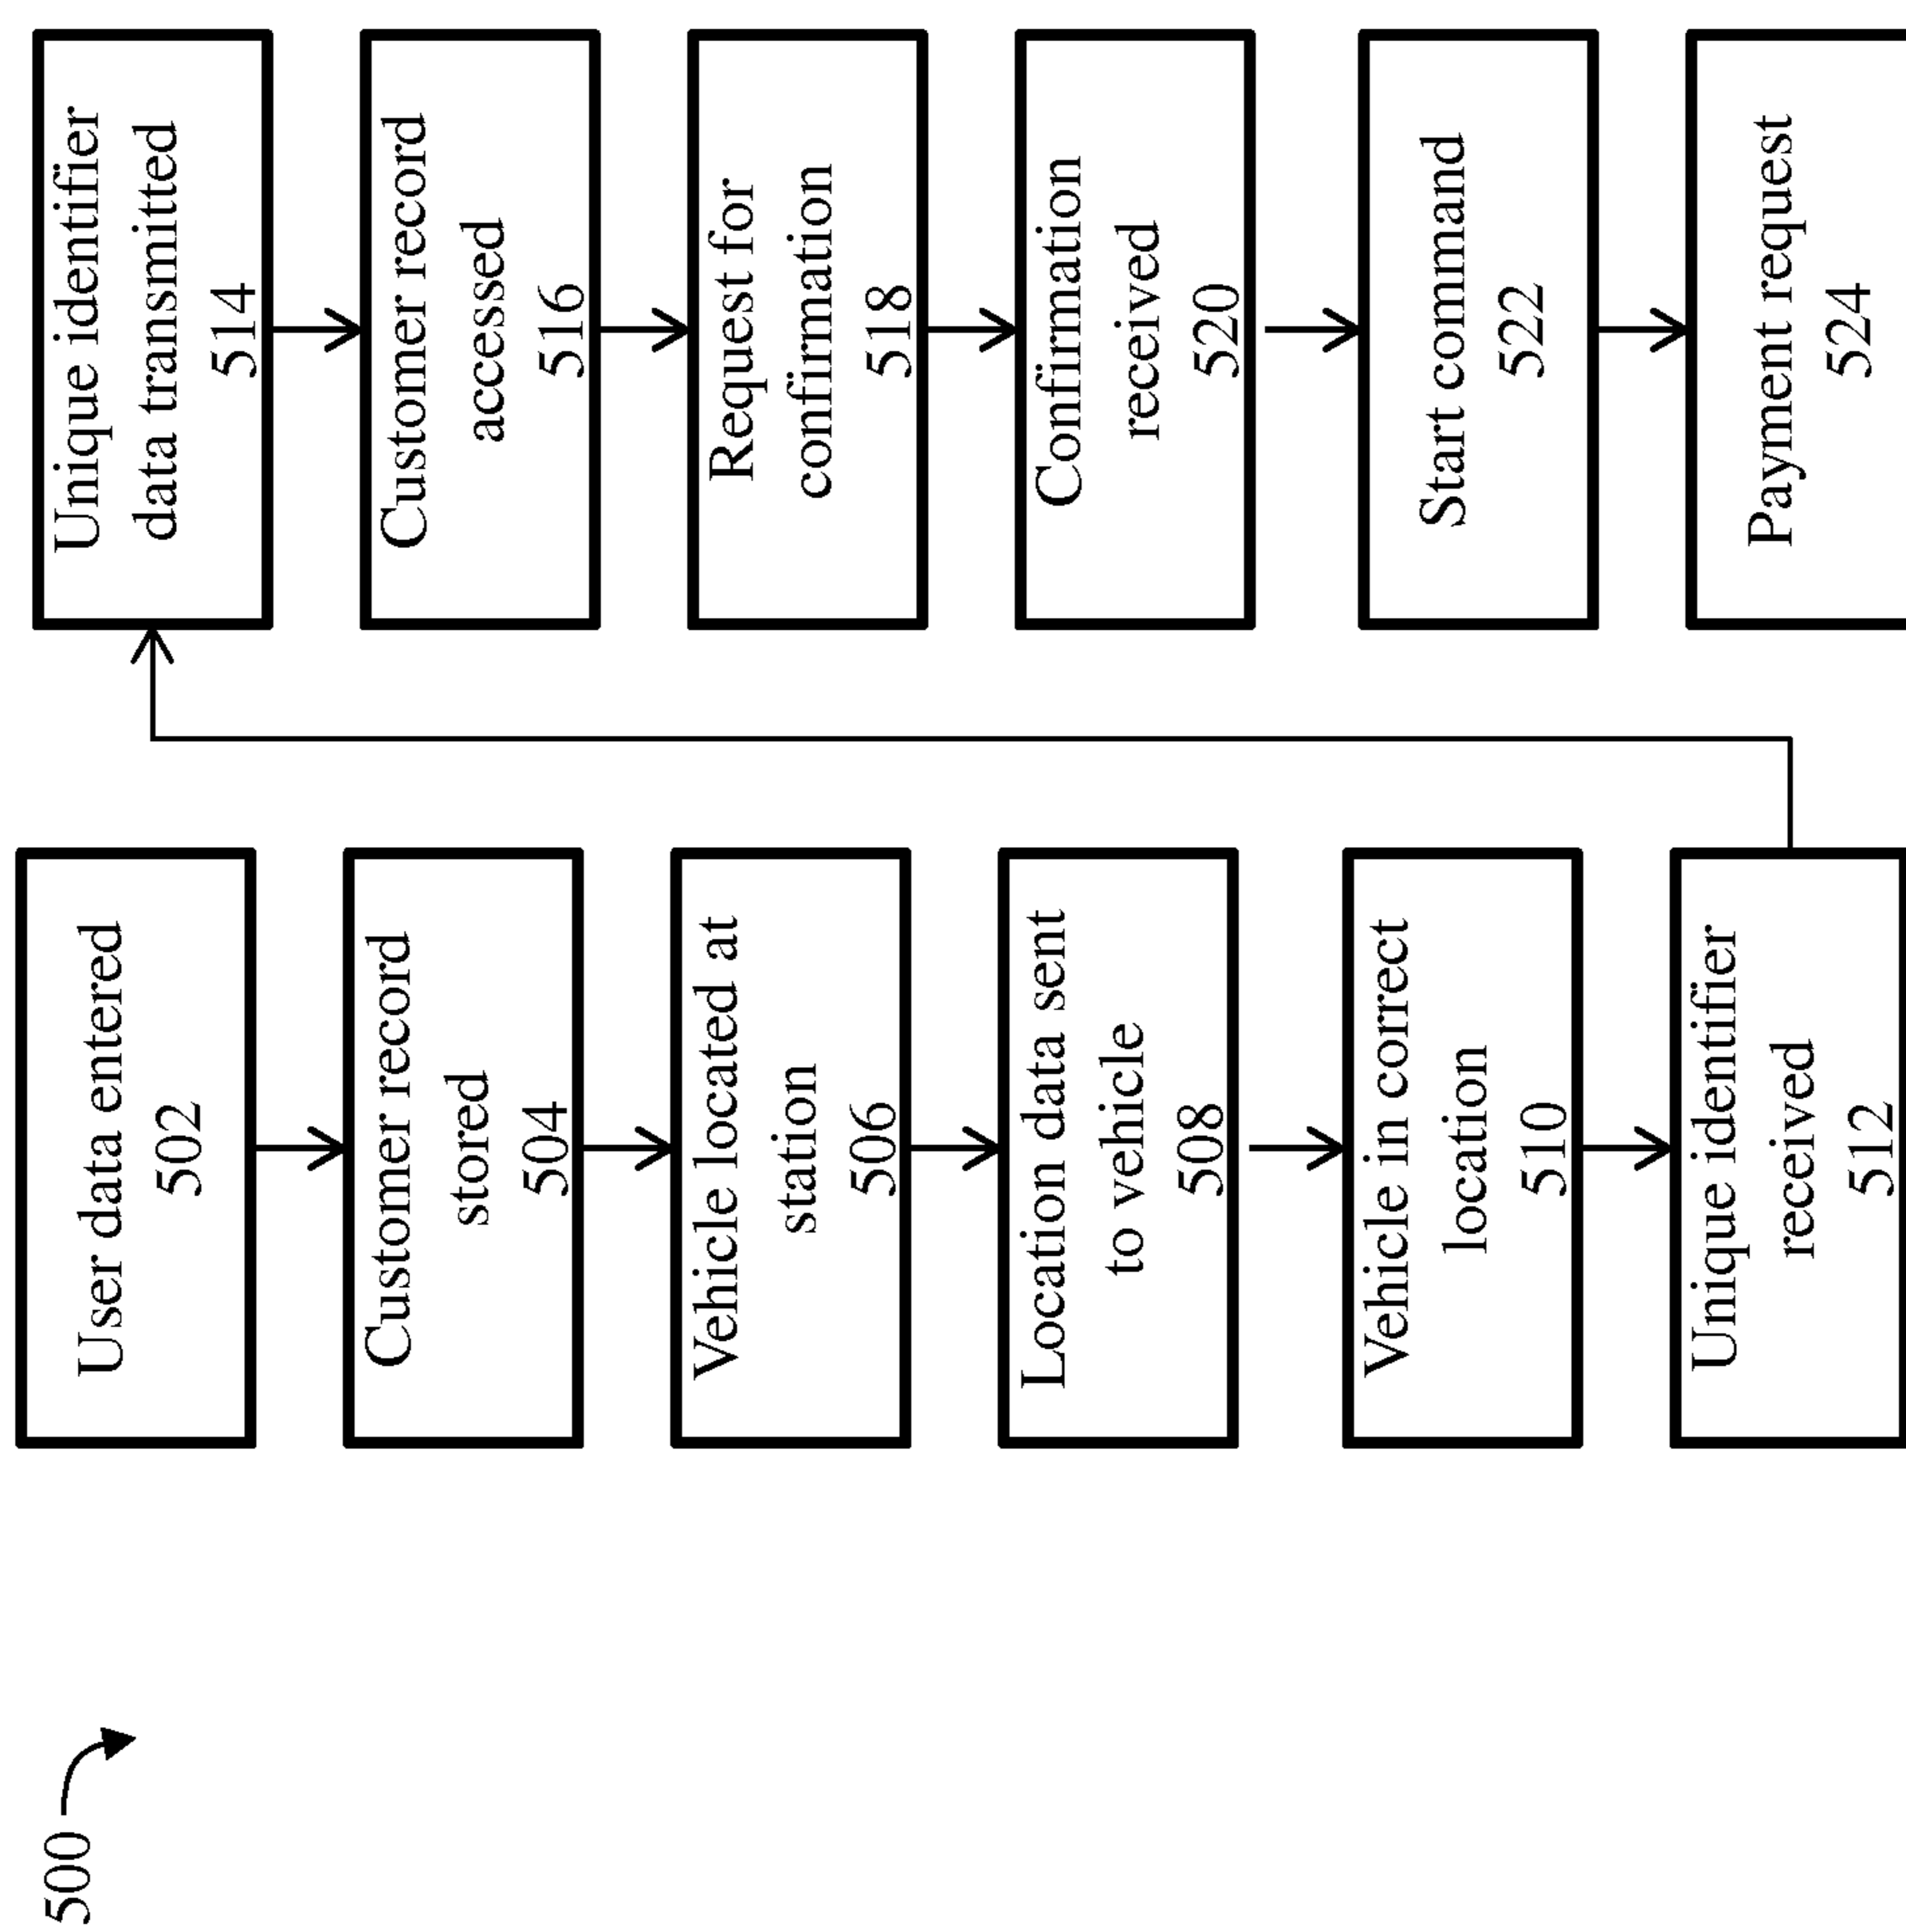 500
User data entered
502
Customer record
stored
504
Vehicle located at
station
506
Location data sent
to vehicle
508
Vehicle in correct
location
510
Unique identifier
received
512
Unique identifier
data transmitted
514
Customer record
accessed
516
Request for
confirmation
518
Confirmation
received
520
Start command
522
Payment request
524